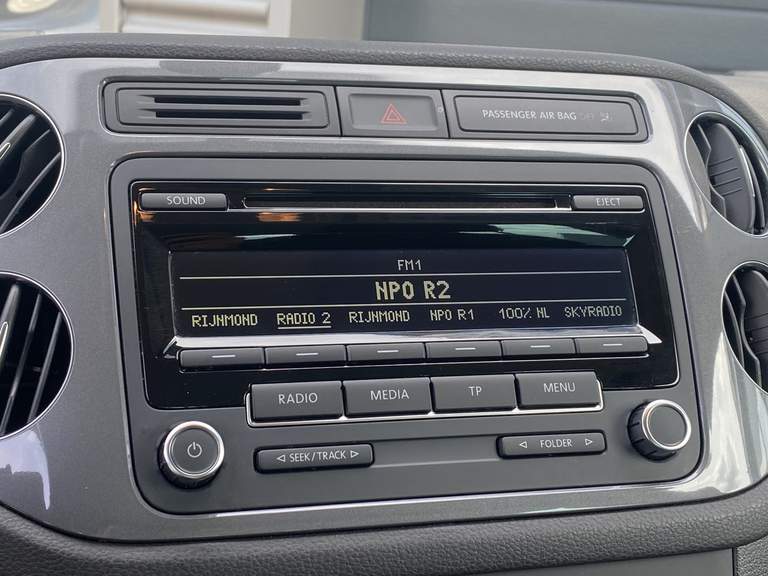 PASSENGER AIR BAG OFF
SOUND
EJECT
FM1
NPO R2
RIJNMOND RADIO 2 RIJNMOND NPO R1 100% NL SKYRADIO
RADIO MEDIA TP MENU
SEEK/TRACK
FOLDER